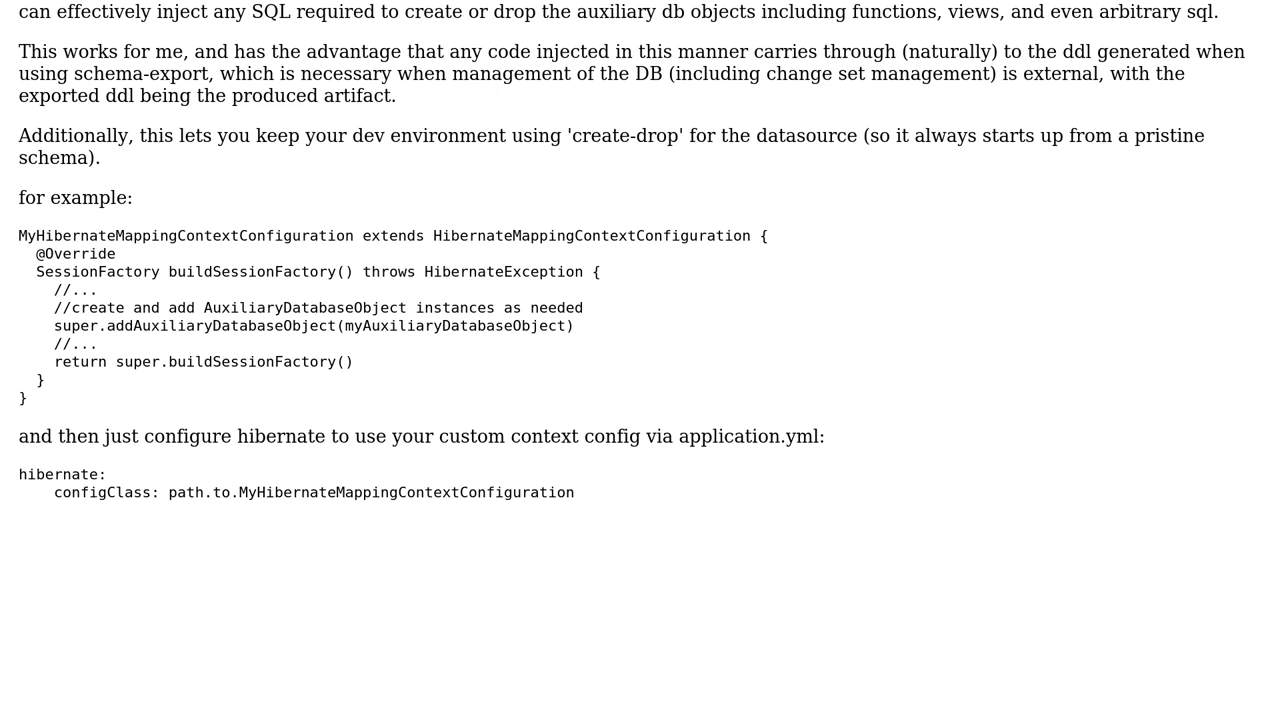 can effectively inject any SQL required to create or drop the auxiliary db objects including functions, views, and even arbitrary sql.
This works for me, and has the advantage that any code injected in this manner carries through (naturally) to the ddl generated when
using schema-export, which is necessary when management of the DB (including change set management) is external, with the
exported ddl being the produced artifact.
Additionally, this lets you keep your dev environment using 'create-drop' for the datasource (so it always starts up from a pristine
schema).
for example:
MyHibernateMappingContextConfiguration extends HibernateMappingContextConfiguration {
  @Override
  SessionFactory buildSessionFactory() throws HibernateException {
    //...
    //create and add AuxiliaryDatabaseObject instances as needed
    super.addAuxiliaryDatabaseObject(myAuxiliaryDatabaseObject)
    //...
    return super.buildSessionFactory()
  }
}
and then just configure hibernate to use your custom context config via application.yml:
hibernate:
    configClass: path.to.MyHibernateMappingContextConfiguration